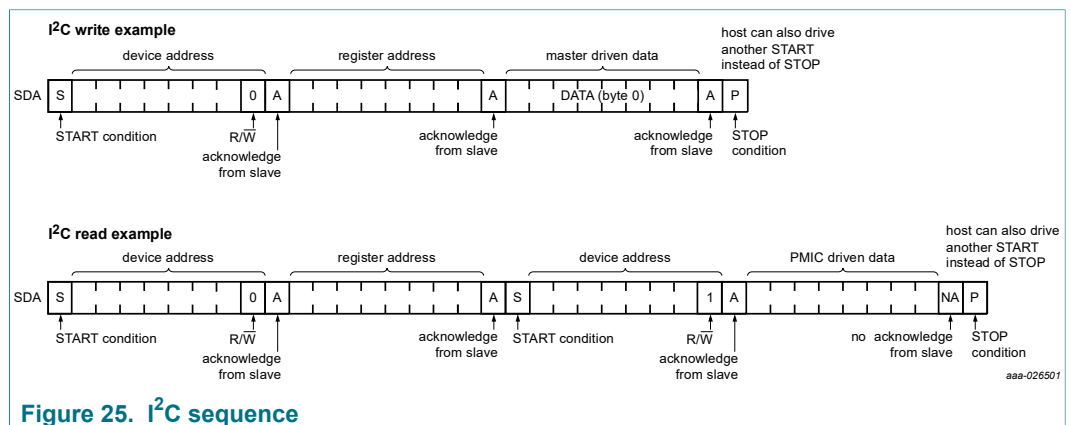 I2C write example
host can also drive
another START
instead of STOP
device address
register address
master driven data
SDA
S
0
A
A
DATA (byte 0)
A
P
START condition
R/W
acknowledge
from slave
acknowledge
from slave
acknowledge
from slave
STOP
condition
I2C read example
host can also drive
another START
instead of STOP
device address
register address
device address
PMIC driven data
SDA
S
0
A
A
S
1
A
NA
P
START condition
R/W
acknowledge
from slave
acknowledge
from slave
START condition
R/W
acknowledge
from slave
no acknowledge
from slave
STOP
condition
aaa-026501
Figure 25. I2C sequence